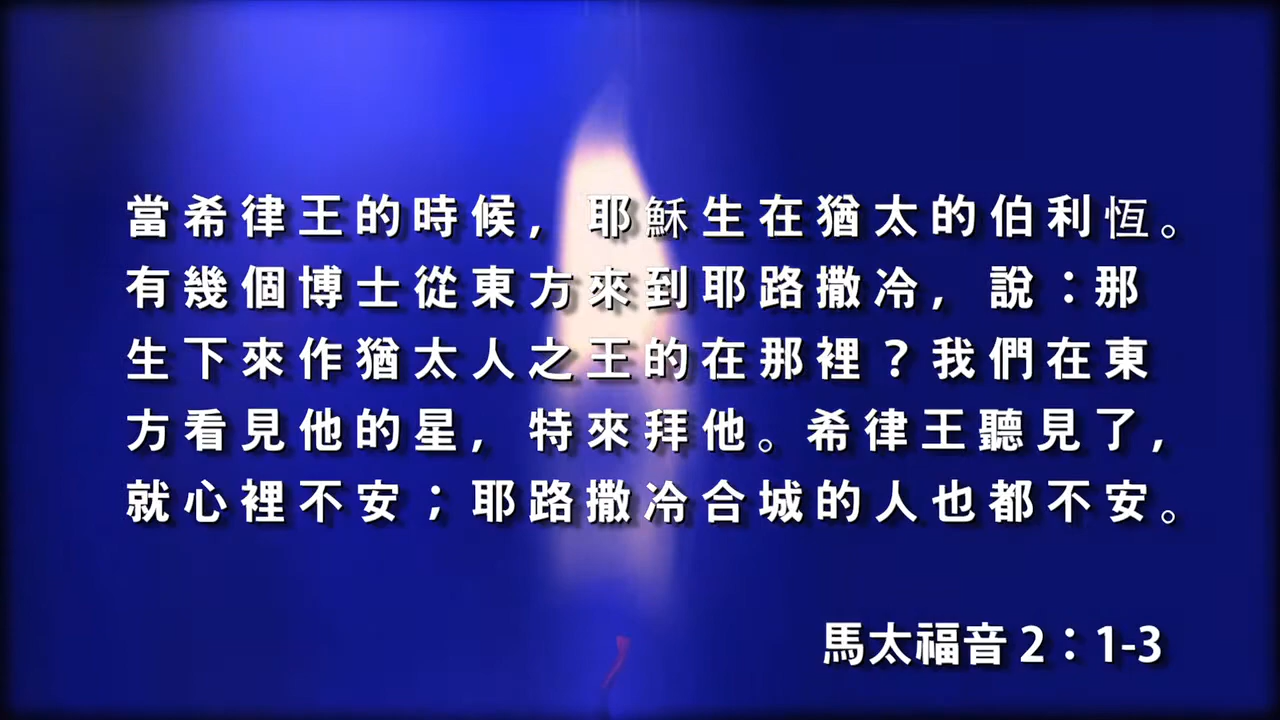 當希律王的時候，耶穌生在猶太的伯利恆。
有幾個博士從東方來到耶路撒冷，說：那
生下來作猶太人之王的在那裡？我們在東
方看見他的星，特來拜他。希律王聽見了，
就心裡不安；耶路撒冷合城的人也都不安。
馬太福音 2：1-3